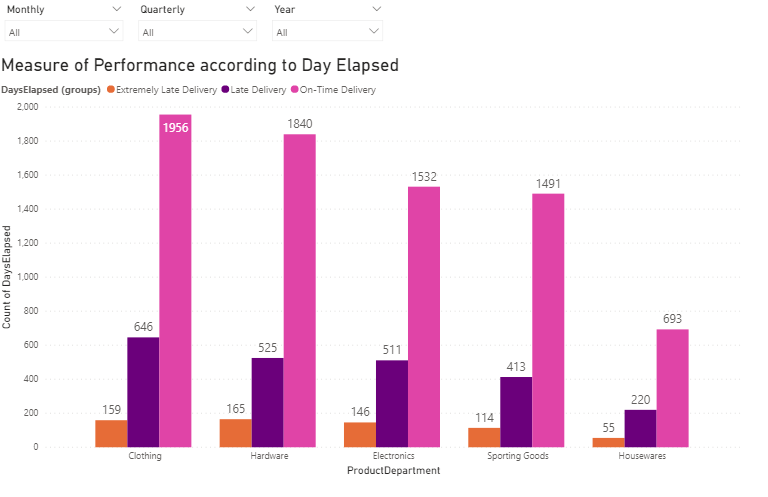 Monthly Quarterly Year
All All All
Measure of Performance according to Day Elapsed
DaysElapsed (groups) Extremely Late Delivery Late Delivery On-Time Delivery
2,000
1,800
1,600
1,400
1,200
1,000
800
600
400
200
0
Count of DaysElapsed
159 646 1956
165 525 1840
146 511 1532
114 413 1491
55 220 693
Clothing Hardware Electronics Sporting Goods Housewares
ProductDepartment